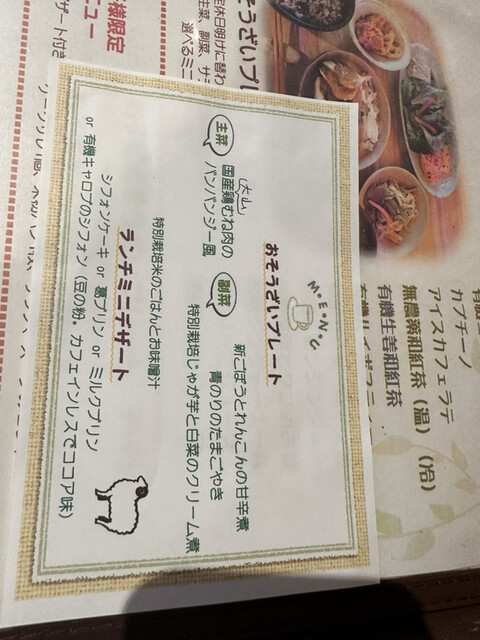 M・E・N・U
おそうざいプレート
主菜
大山
国産鶏むね肉の
バンバンジー風
副菜
新ごぼうとれんこんの甘辛煮
青のりのたまごやき
特別栽培じゃが芋と白菜のクリーム煮
特別栽培米のごはんとお味噌汁
ランチミニデザート
シフォンケーキ or 葛プリン or ミルクプリン
or 有機キャロブのシフォン（豆の粉。カフェインレスでココア味）
カプチーノ
アイスカフェラテ
無農薬和紅茶（温）（冷）
有機生姜和紅茶
様限定